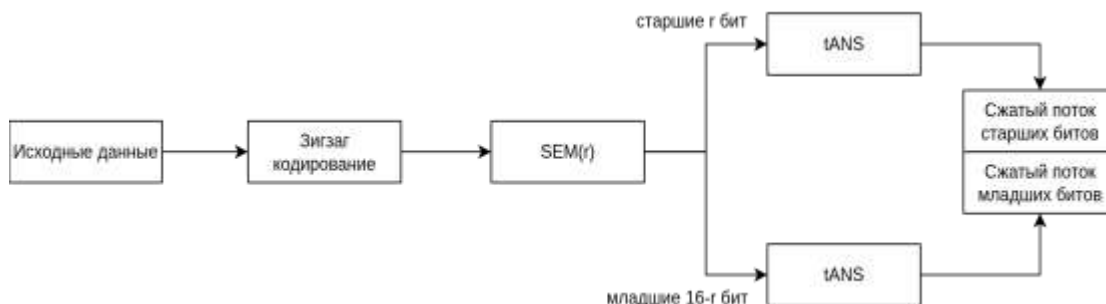 старшие r бит
tANS
Исходные данные
Зигзаг
кодирование
SEM(r)
Сжатый поток
старших битов
Сжатый поток
младших битов
tANS
младшие 16-r бит